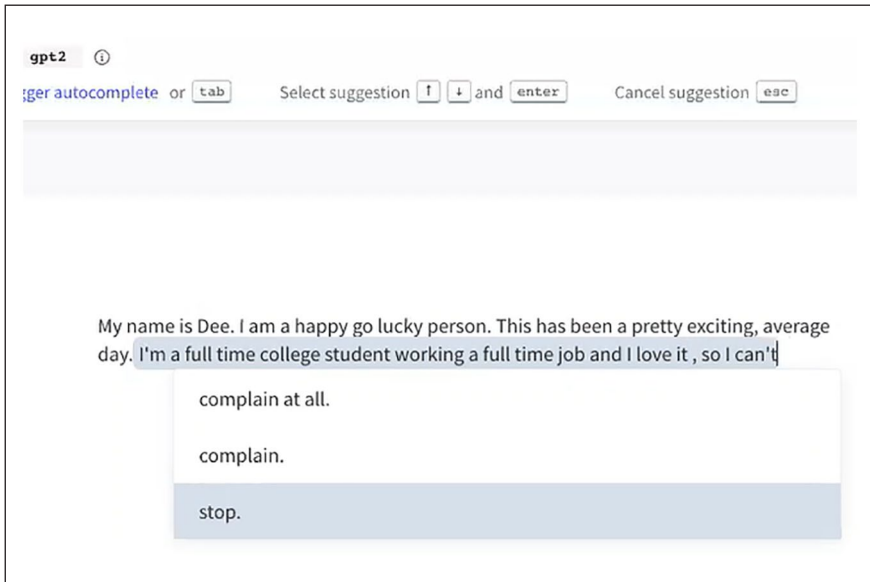 gpt2
gger autocomplete or tab Select suggestion ↑ ↓ and enter Cancel suggestion esc
My name is Dee. I am a happy go lucky person. This has been a pretty exciting, average
day. I'm a full time college student working a full time job and I love it , so I can't
complain at all.
complain.
stop.